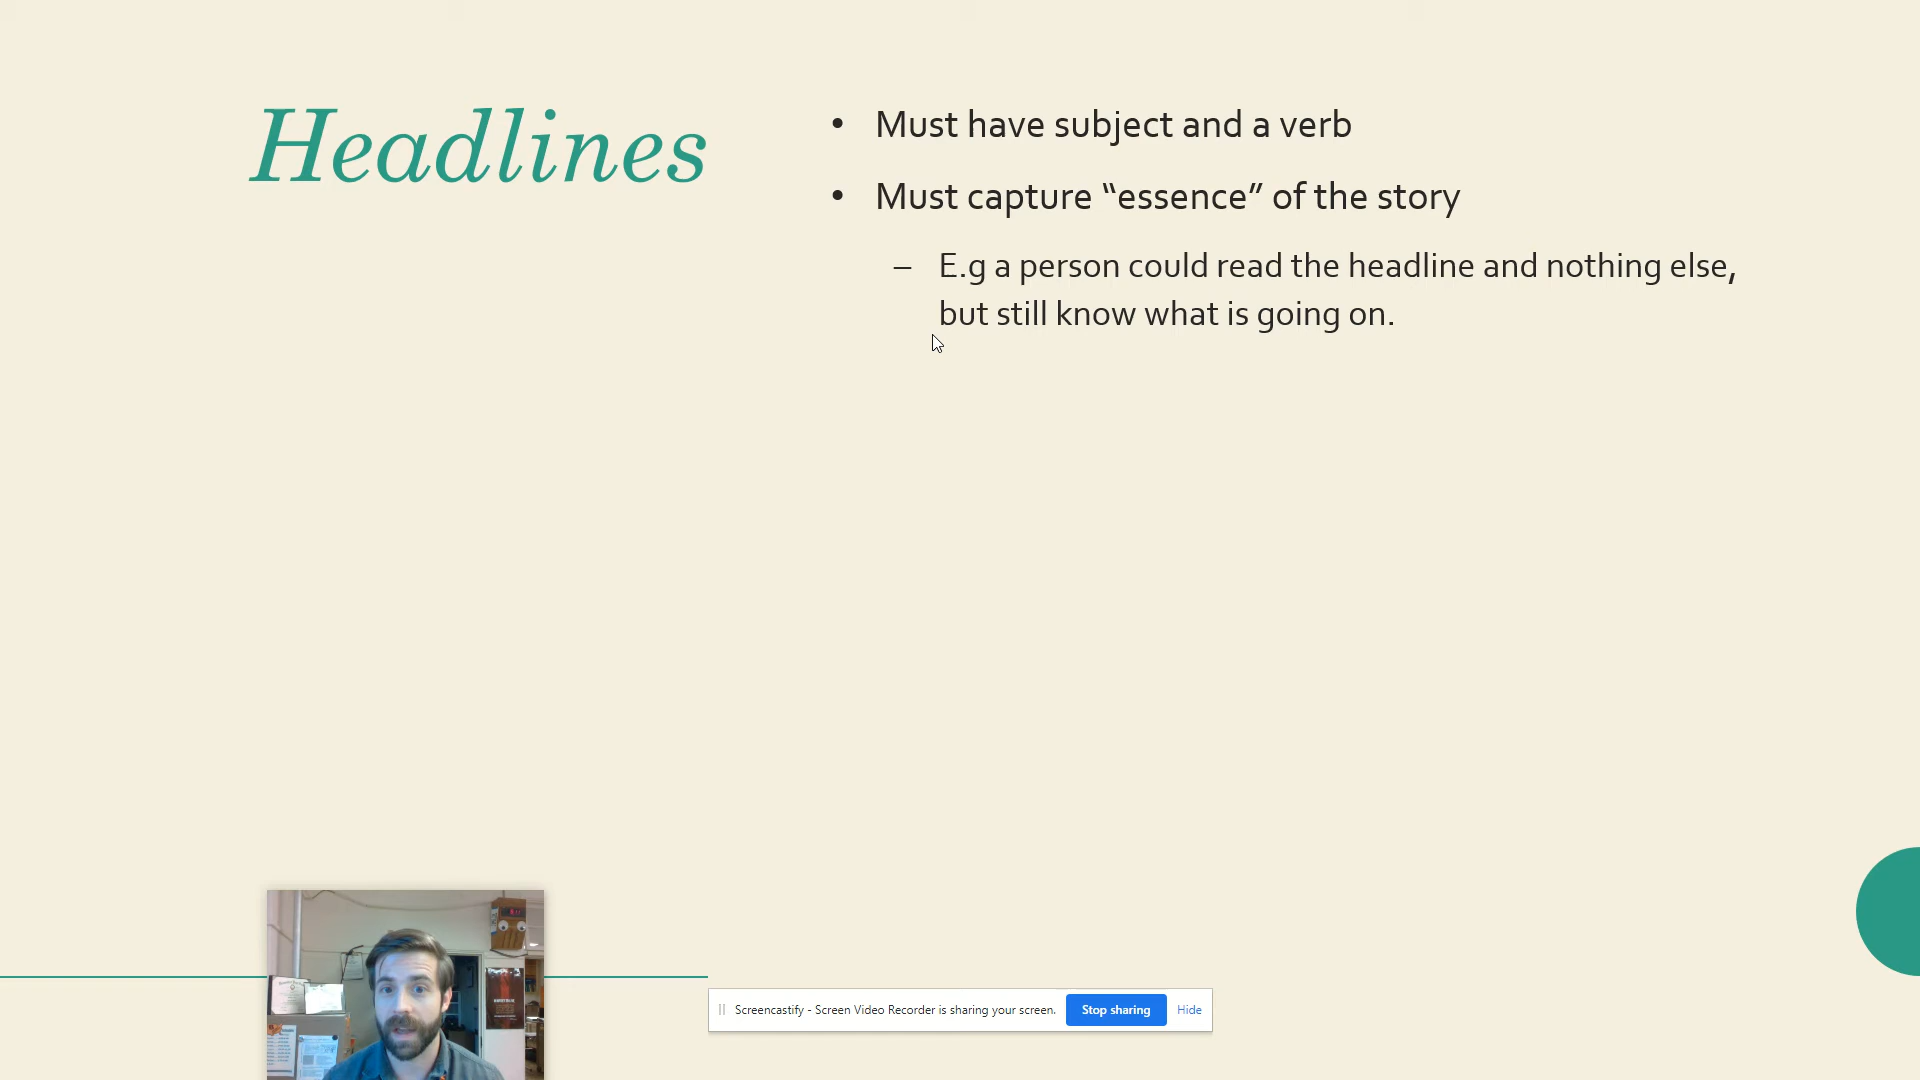 Headlines
• Must have subject and a verb
• Must capture “essence” of the story
– E.g a person could read the headline and nothing else,
but still know what is going on.
Screencastify - Screen Video Recorder is sharing your screen.
Stop sharing
Hide